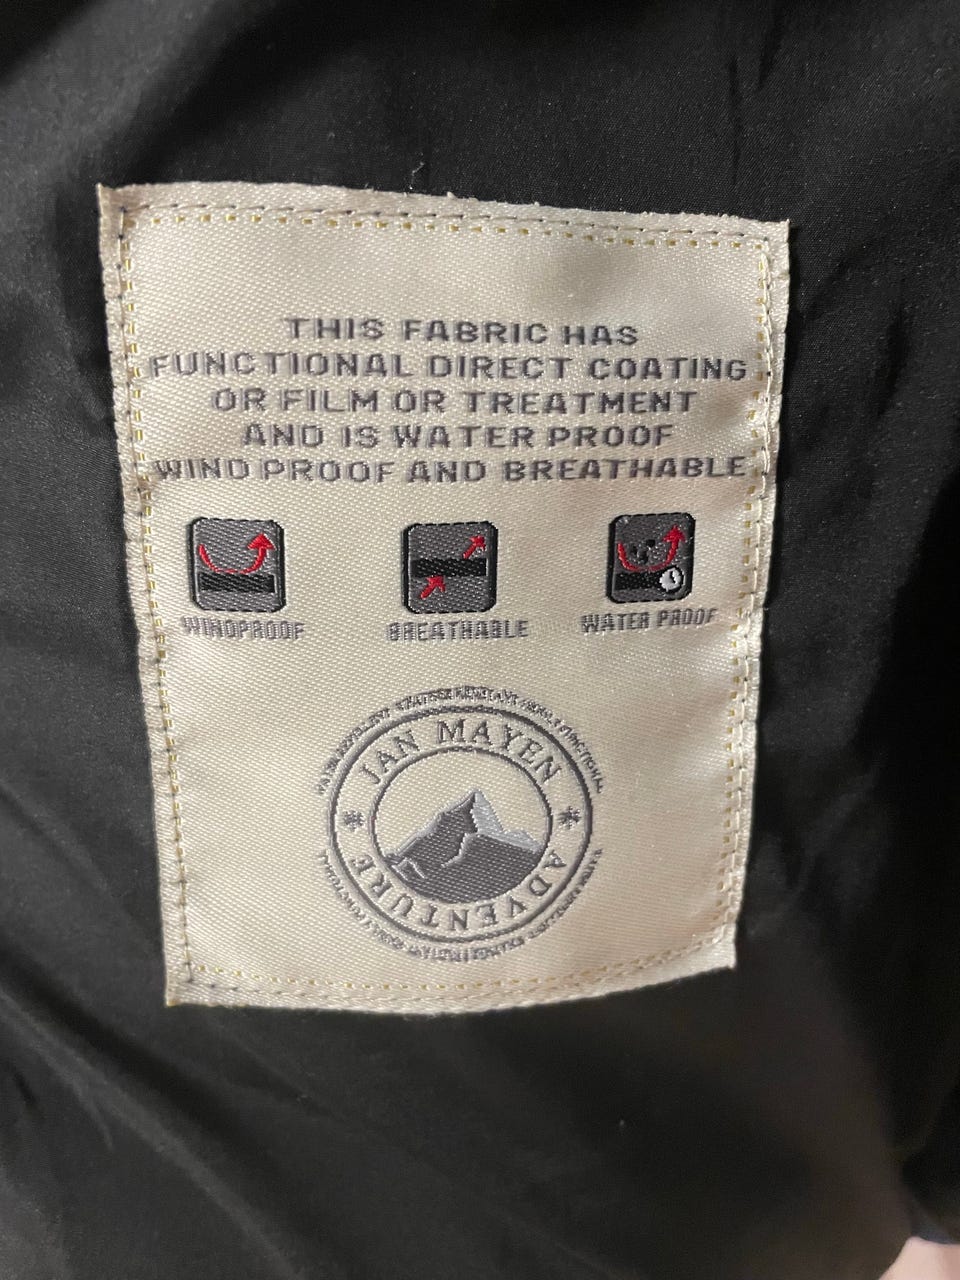 THIS FABRIC HAS
FUNCTIONAL DIRECT COATING
OR FILM OR TREATMENT
AND IS WATER PROOF
WIND PROOF AND BREATHABLE
WINDPROOF
BREATHABLE
WATER PROOF
JAN MAYEN
ADVENTURE